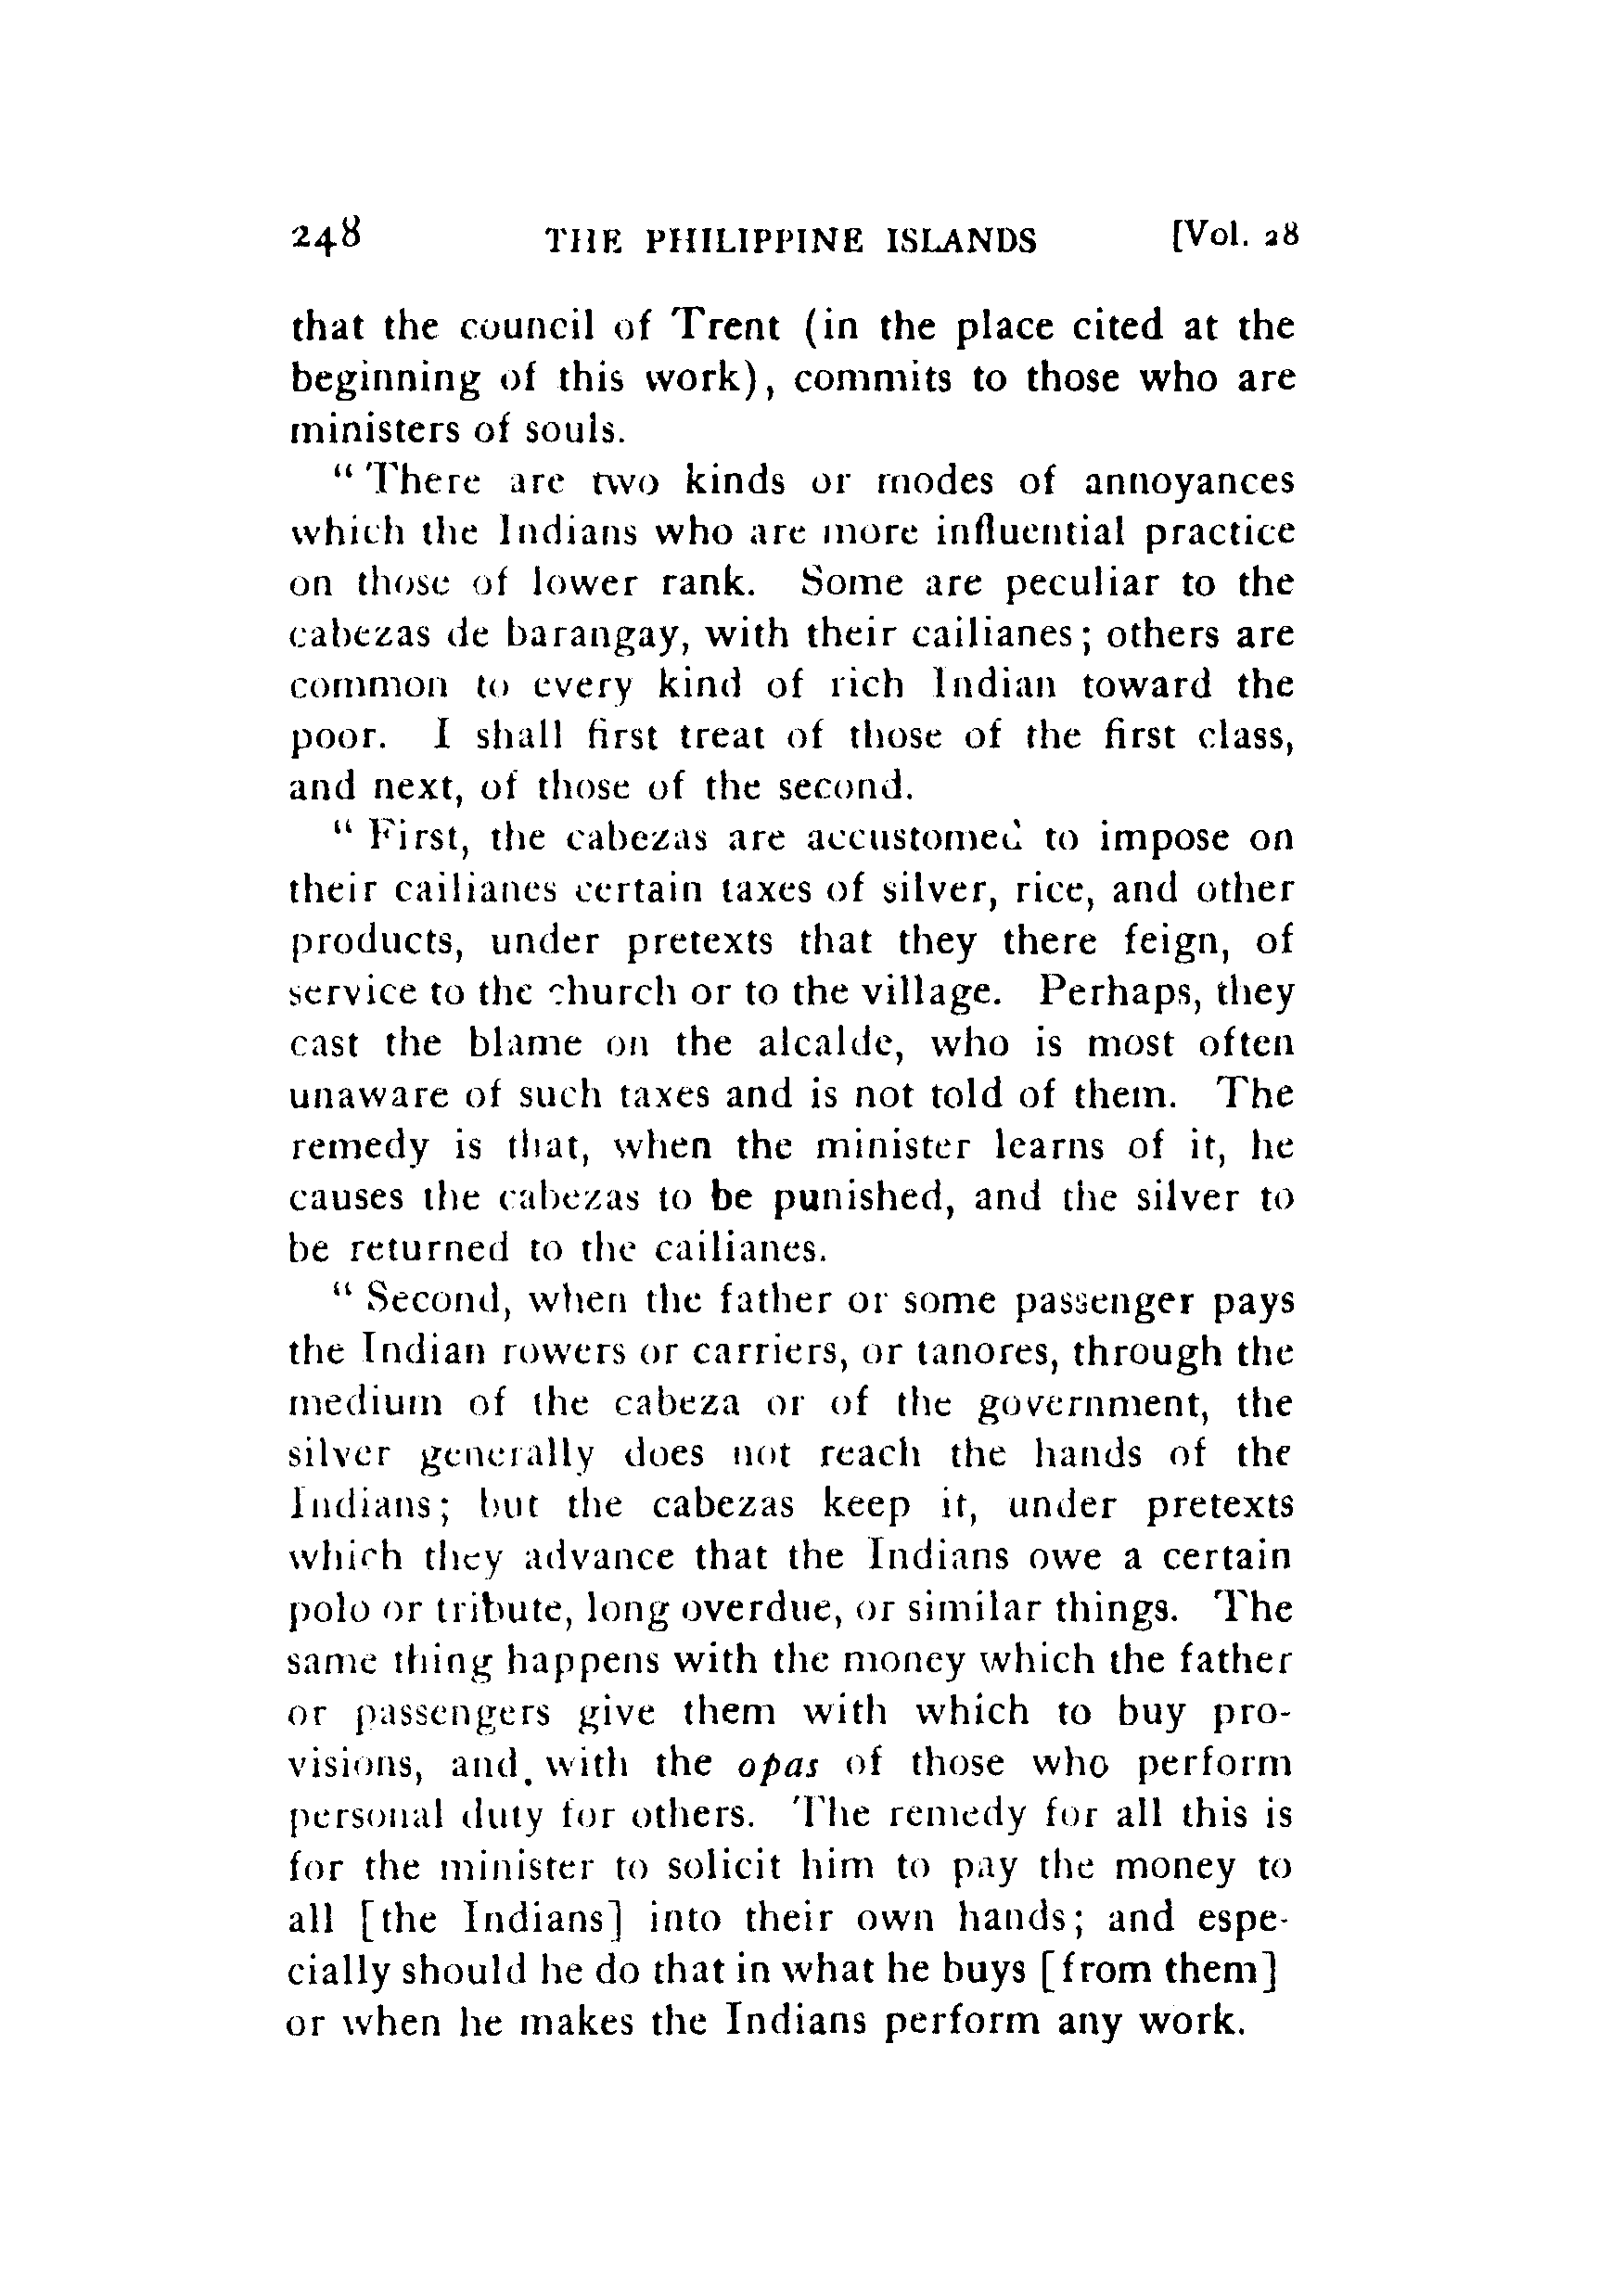 248 THE PHILIPPINE ISLANDS [Vol. 28
that the council of Trent (in the place cited at the
beginning of this work), commits to those who are
ministers of souls.
“ There are two kinds or modes of annoyances
which the Indians who are more influential practice
on those of lower rank. Some are peculiar to the
cabezas de barangay, with their cailianes; others are
common to every kind of rich Indian toward the
poor. I shall first treat of those of the first class,
and next, of those of the second.
“ First, the cabezas are accustomed to impose on
their cailianes certain taxes of silver, rice, and other
products, under pretexts that they there feign, of
service to the church or to the village. Perhaps, they
cast the blame on the alcalde, who is most often
unaware of such taxes and is not told of them. The
remedy is that, when the minister learns of it, he
causes the cabezas to be punished, and the silver to
be returned to the cailianes.
“ Second, when the father or some passenger pays
the Indian rowers or carriers, or tanores, through the
medium of the cabeza or of the government, the
silver generally does not reach the hands of the
Indians; but the cabezas keep it, under pretexts
which they advance that the Indians owe a certain
polo or tribute, long overdue, or similar things. The
same thing happens with the money which the father
or passengers give them with which to buy pro-
visions, and with the opas of those who perform
personal duty for others. The remedy for all this is
for the minister to solicit him to pay the money to
all [the Indians] into their own hands; and espe-
cially should he do that in what he buys [from them]
or when he makes the Indians perform any work.